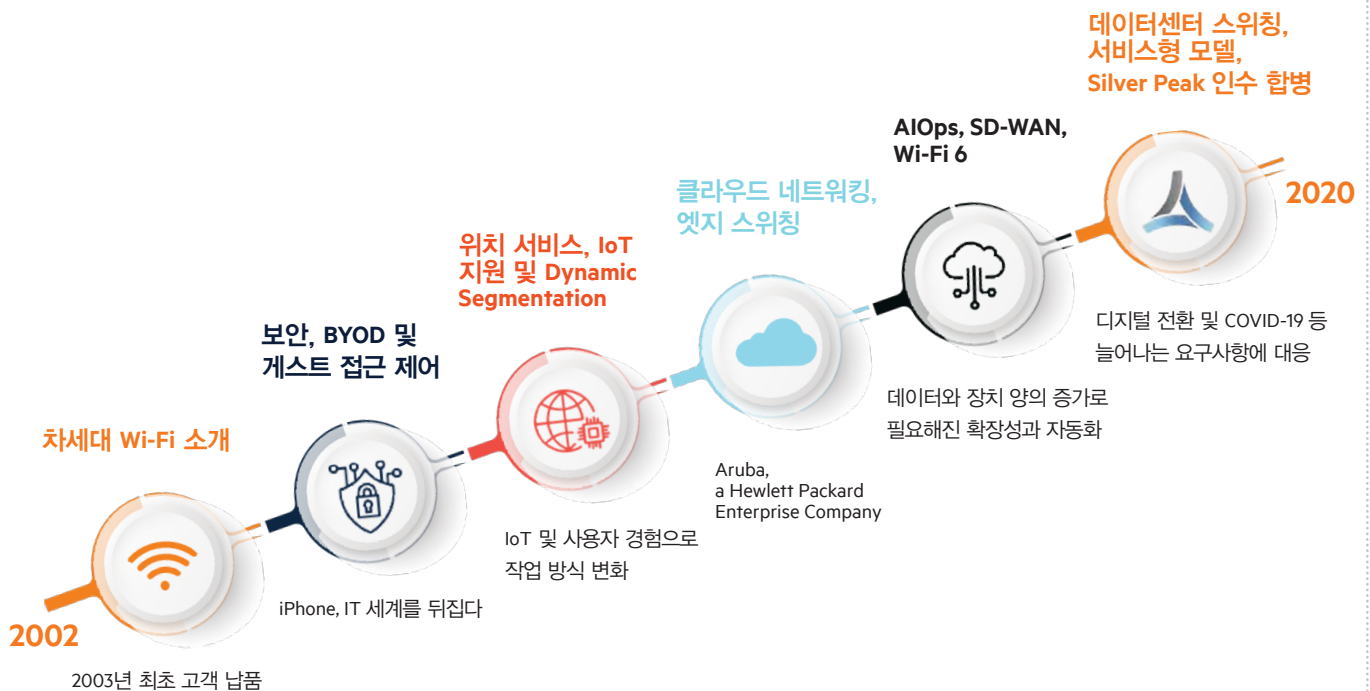 2002
차세대 Wi-Fi 소개
2003년 최초 고객 납품
보안, BYOD 및
게스트 접근 제어
iPhone, IT 세계를 뒤집다
위치 서비스, IoT
지원 및 Dynamic
Segmentation
IoT 및 사용자 경험으로
작업 방식 변화
클라우드 네트워킹,
엣지 스위칭
Aruba,
a Hewlett Packard
Enterprise Company
AIOps, SD-WAN,
Wi-Fi 6
데이터와 장치 양의 증가로
필요해진 확장성과 자동화
데이터센터 스위칭,
서비스형 모델,
Silver Peak 인수 합병
디지털 전환 및 COVID-19 등
늘어나는 요구사항에 대응
2020